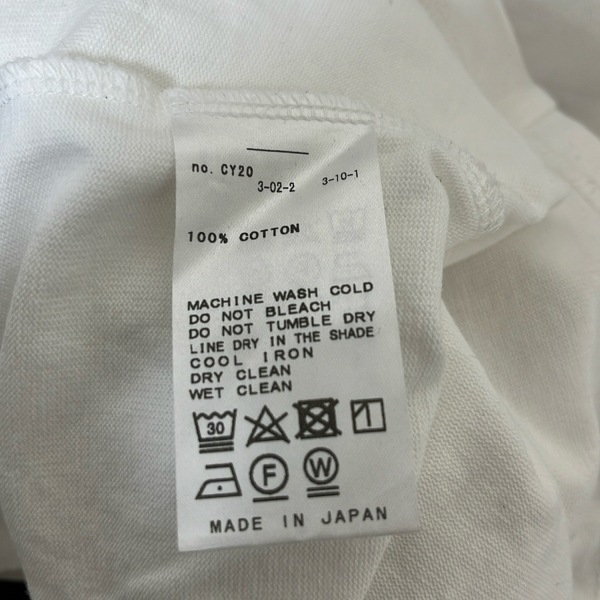 no. CY20
3-02-2 3-10-1
100% COTTON
MACHINE WASH COLD
DO NOT BLEACH
DO NOT TUMBLE DRY
LINE DRY IN THE SHADE
COOL IRON
DRY CLEAN
WET CLEAN
30
F W
MADE IN JAPAN